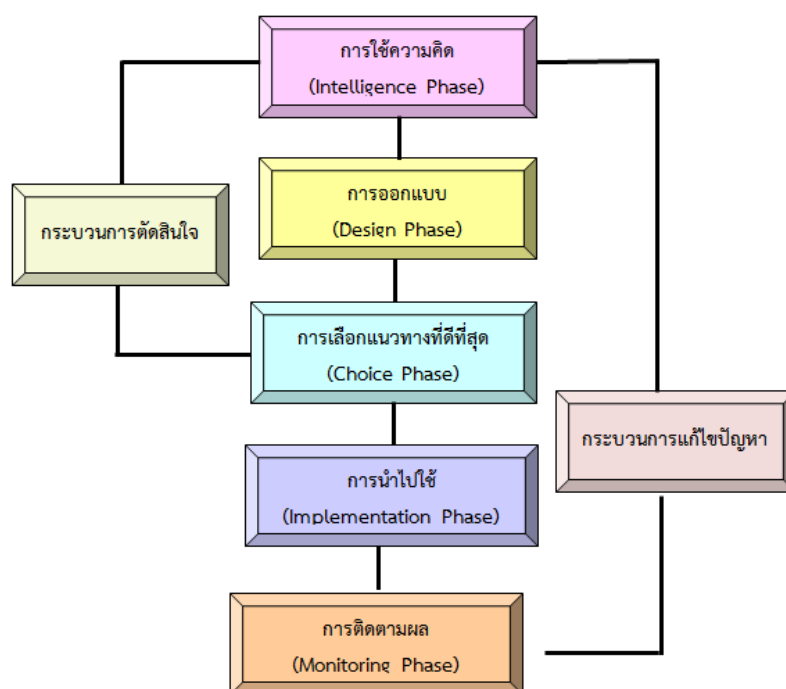 การใช้ความคิด
(Intelligence Phase)
การออกแบบ
(Design Phase)
กระบวนการตัดสินใจ
การเลือกแนวทางที่ดีที่สุด
(Choice Phase)
กระบวนการแก้ไขปัญหา
การนำไปใช้
(Implementation Phase)
การติดตามผล
(Monitoring Phase)